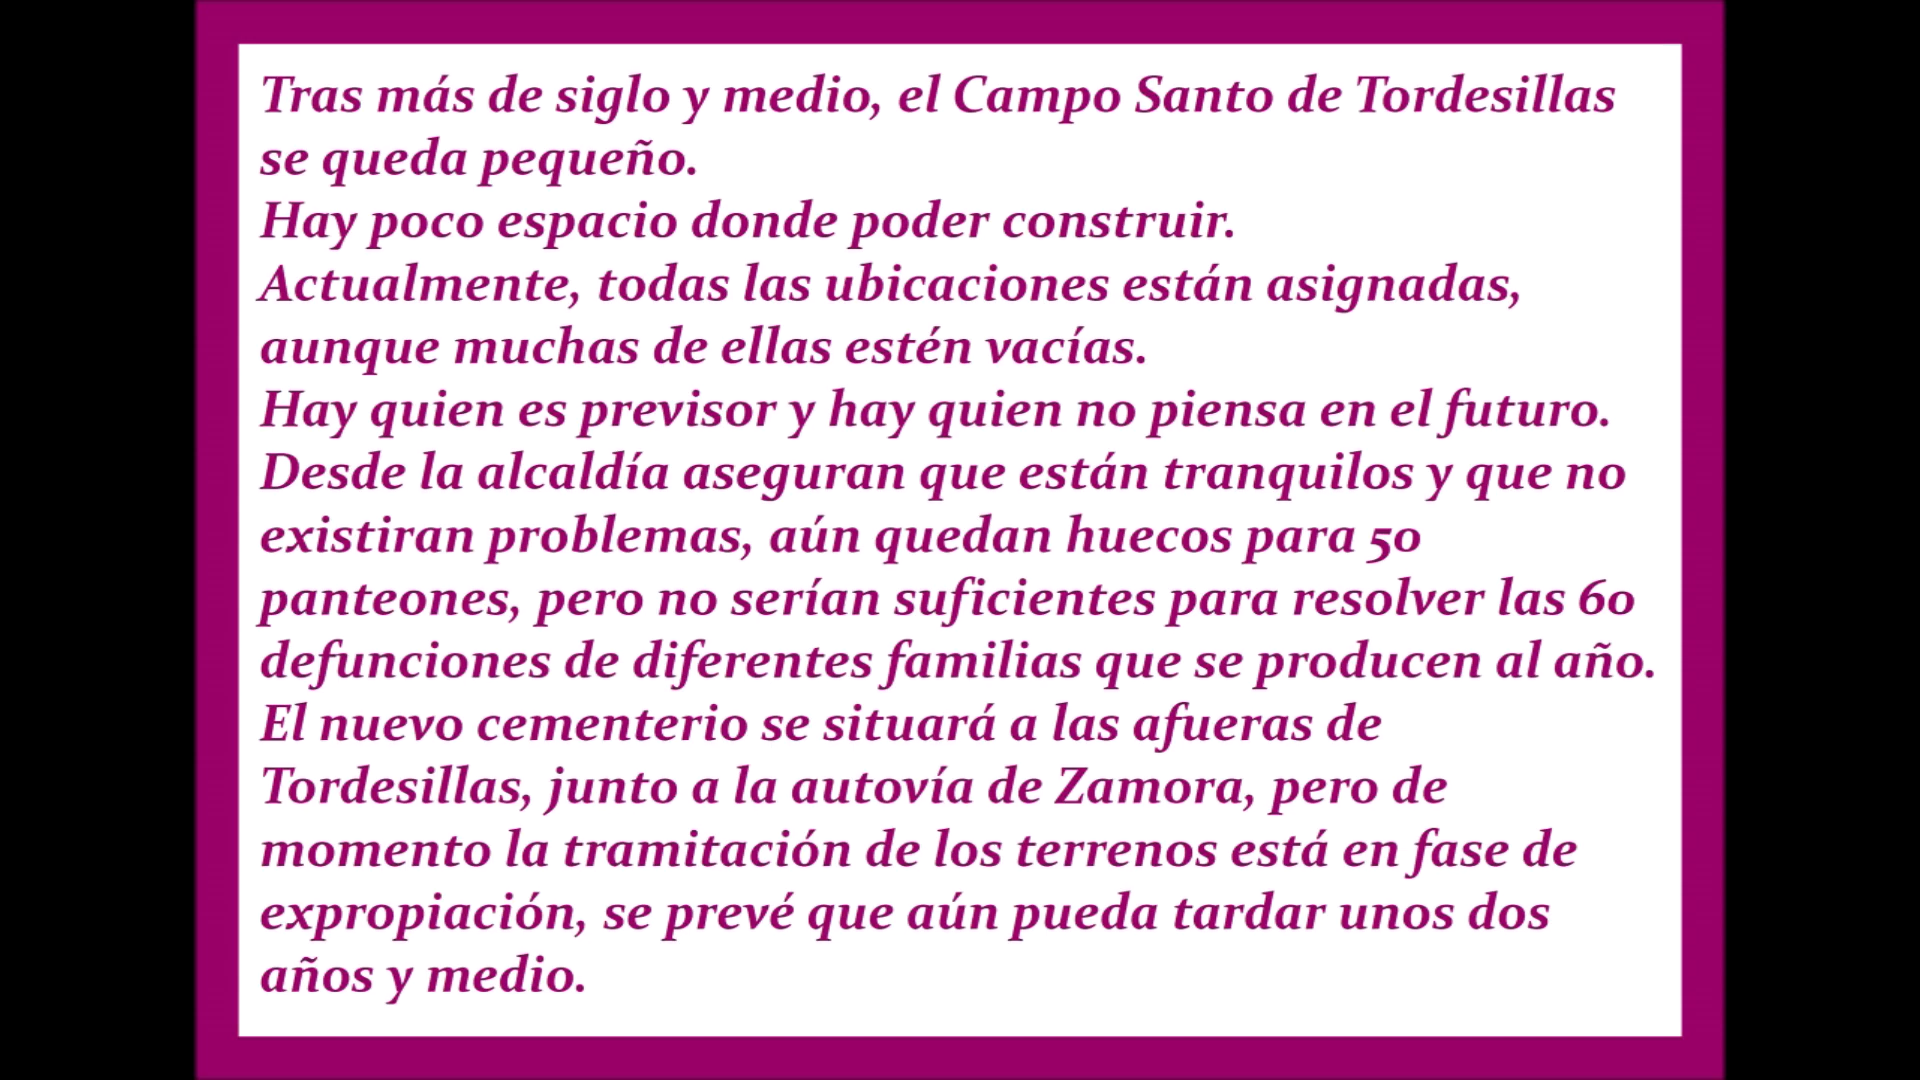 Tras más de siglo y medio, el Campo Santo de Tordesillas
se queda pequeño.
Hay poco espacio donde poder construir.
Actualmente, todas las ubicaciones están asignadas,
aunque muchas de ellas estén vacías.
Hay quien es previsor y hay quien no piensa en el futuro.
Desde la alcaldía aseguran que están tranquilos y que no
existiran problemas, aún quedan huecos para 50
panteones, pero no serían suficientes para resolver las 60
defunciones de diferentes familias que se producen al año.
El nuevo cementerio se situará a las afueras de
Tordesillas, junto a la autovía de Zamora, pero de
momento la tramitación de los terrenos está en fase de
expropiación, se prevé que aún pueda tardar unos dos
años y medio.